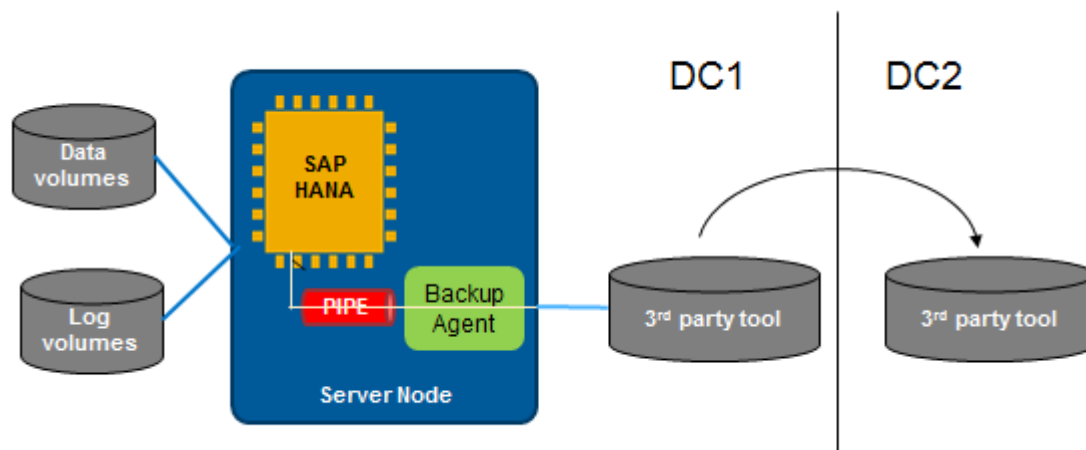 DC1
DC2
Data
volumes
SAP
HANA
Log
volumes
PIPE
Backup
Agent
3rd party tool
3rd party tool
Server Node